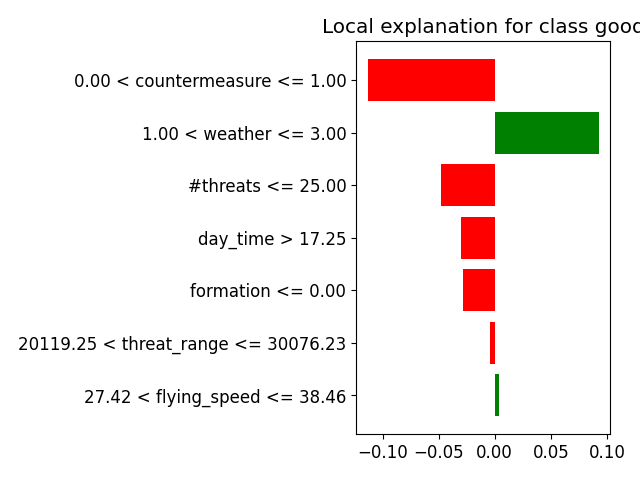 Local explanation for class good
0.00 < countermeasure <= 1.00
1.00 < weather <= 3.00
#threats <= 25.00
day_time > 17.25
formation <= 0.00
20119.25 < threat_range <= 30076.23
27.42 < flying_speed <= 38.46
−0.10 −0.05 0.00 0.05 0.10